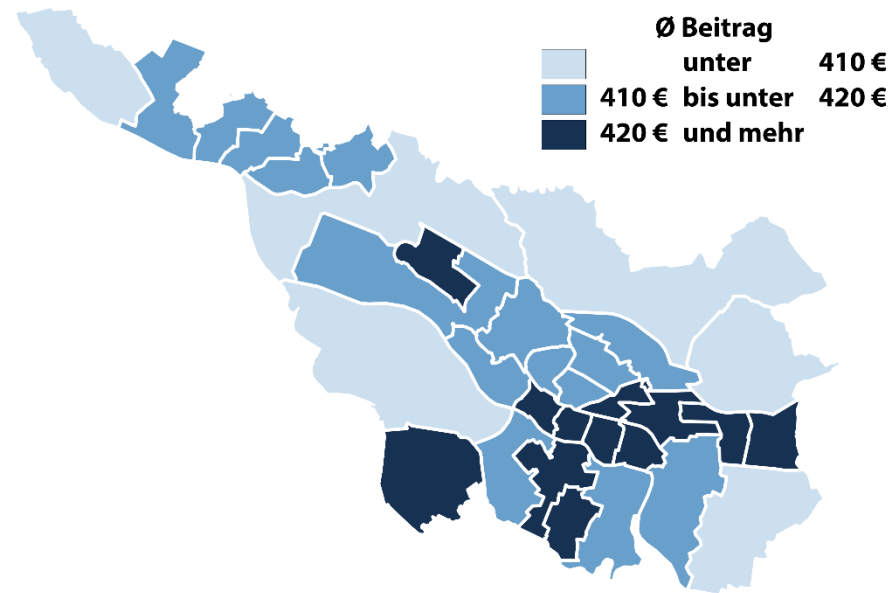 Ø Beitrag
unter 410 €
410 € bis unter 420 €
420 € und mehr